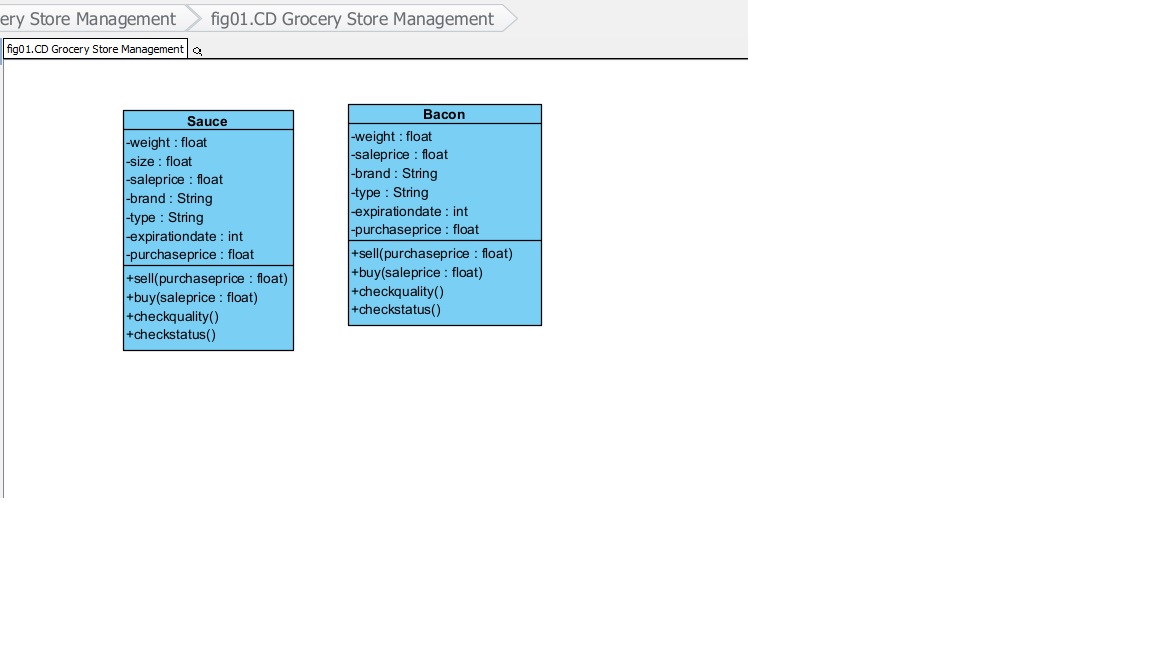 ery Store Management fig01.CD Grocery Store Management
fig01.CD Grocery Store Management
Sauce
-weight : float
-size : float
-saleprice : float
-brand : String
-type : String
-expirationdate : int
-purchaseprice : float
+sell(purchaseprice : float)
+buy(saleprice : float)
+checkquality()
+checkstatus()
Bacon
-weight : float
-saleprice : float
-brand : String
-type : String
-expirationdate : int
-purchaseprice : float
+sell(purchaseprice : float)
+buy(saleprice : float)
+checkquality()
+checkstatus()